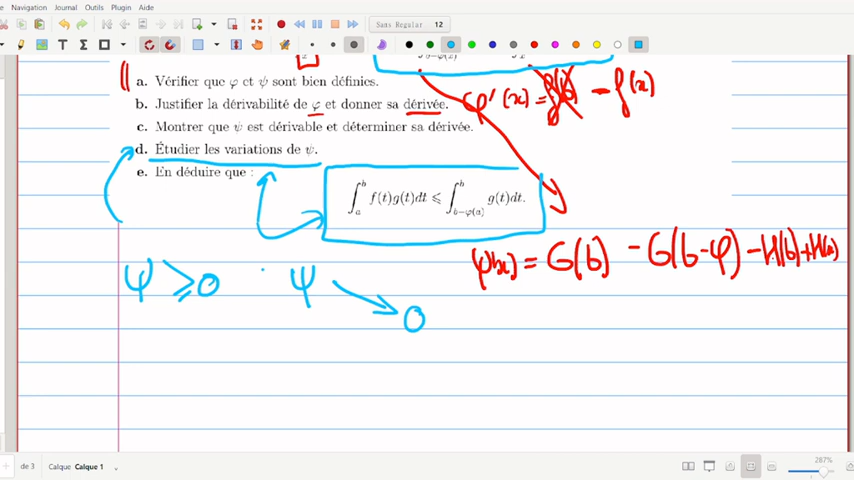 Navigation Journal Outils Plugin Aide
Sans Regular 12
b−φ(x)
x
a. Vérifier que φ et ψ sont bien définies.
b. Justifier la dérivabilité de φ et donner sa dérivée.
φ'(x) = f(b) − f(x)
c. Montrer que ψ est dérivable et déterminer sa dérivée.
d. Étudier les variations de ψ.
e. En déduire que :
∫_a^b f(t)g(t)dt ⩽ ∫_{b−φ(a)}^b g(t)dt.
ψ(x) = G(b) − G(b−φ) − H(b) + H(x)
ψ ⩾ 0 ψ
0
de 3 Calque Calque 1 287%